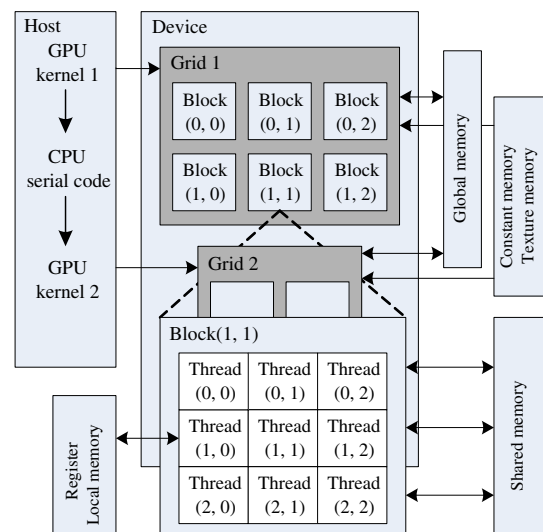 Host
GPU
kernel 1
CPU
serial code
GPU
kernel 2
Device
Grid 1
Block
(0, 0)
Block
(0, 1)
Block
(0, 2)
Block
(1, 0)
Block
(1, 1)
Block
(1, 2)
Grid 2
Block(1, 1)
Thread
(0, 0)
Thread
(0, 1)
Thread
(0, 2)
Thread
(1, 0)
Thread
(1, 1)
Thread
(1, 2)
Thread
(2, 0)
Thread
(2, 1)
Thread
(2, 2)
Global memory
Constant memory
Texture memory
Shared memory
Register
Local memory